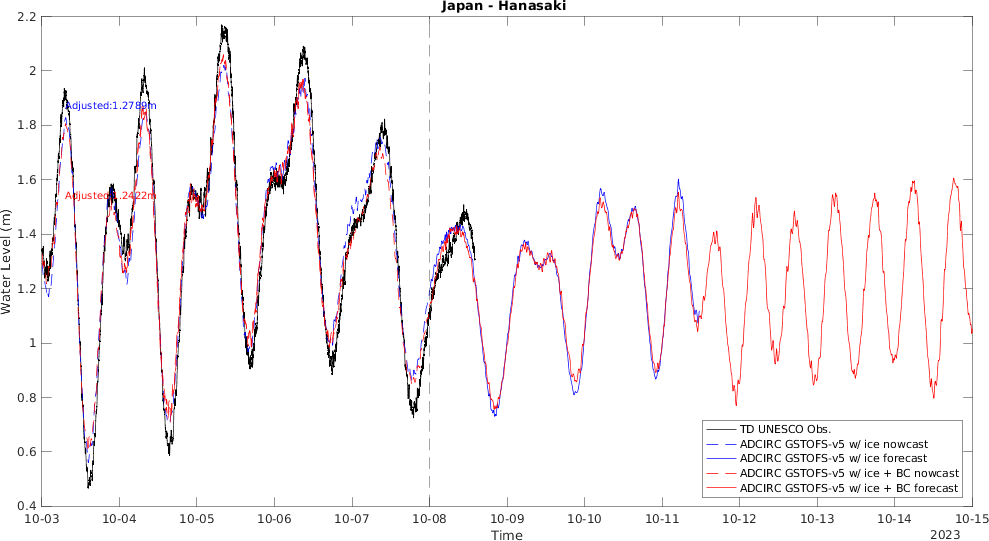 Japan - Hanasaki
2.2
2
1.8
1.6
1.4
1.2
1
0.8
0.6
0.4
Water Level (m)
Adjusted:1.2789m
Adjusted:1.2422m
TD UNESCO Obs.
ADCIRC GSTOFS-v5 w/ ice nowcast
ADCIRC GSTOFS-v5 w/ ice forecast
ADCIRC GSTOFS-v5 w/ ice + BC nowcast
ADCIRC GSTOFS-v5 w/ ice + BC forecast
10-03 10-04 10-05 10-06 10-07 10-08 10-09 10-10 10-11 10-12 10-13 10-14 10-15
Time
2023